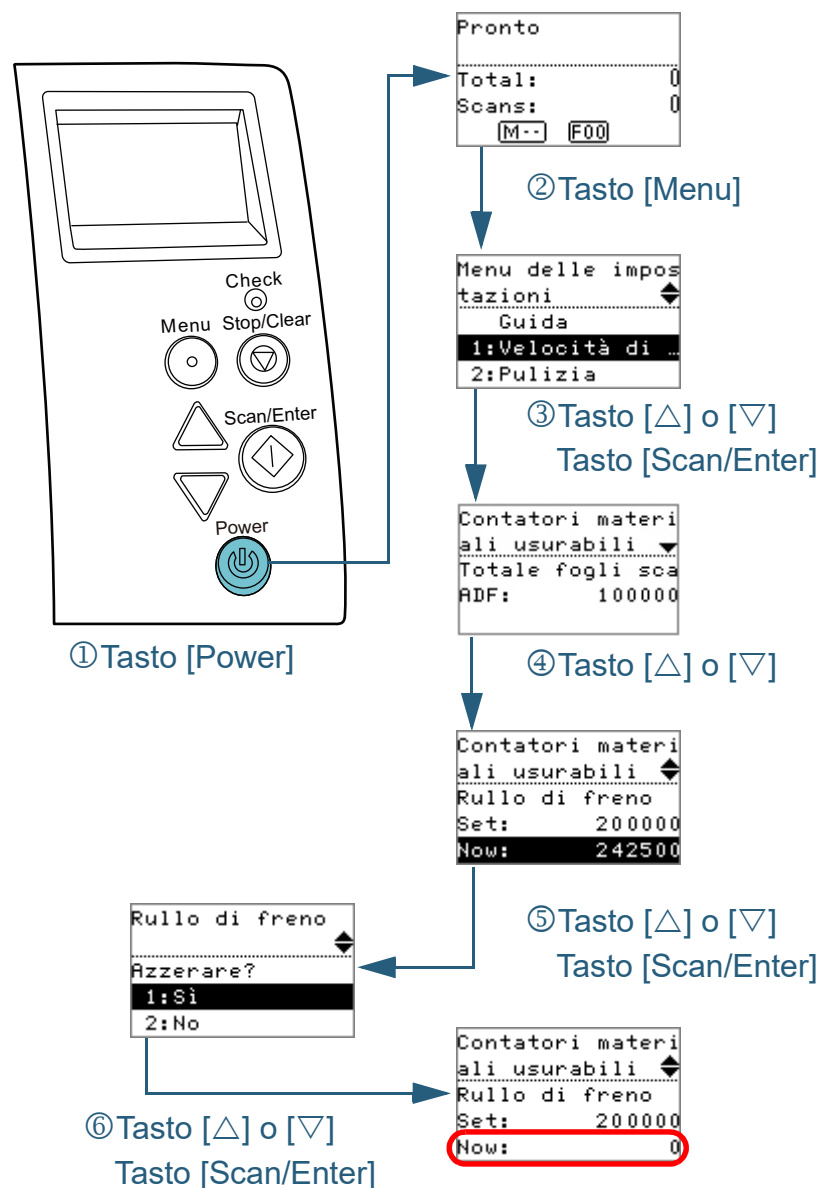 Pronto
Total: 0
Scans: 0
M-- F00
②Tasto [Menu]
Check
Menu Stop/Clear
Scan/Enter
Power
①Tasto [Power]
Menu delle impos
tazioni
Guida
1:Velocità di …
2:Pulizia
③Tasto [△] o [▽]
Tasto [Scan/Enter]
Contatori materi
ali usurabili
Totale fogli sca
ADF: 100000
④Tasto [△] o [▽]
Contatori materi
ali usurabili
Rullo di freno
Set: 200000
Now: 242500
⑤Tasto [△] o [▽]
Tasto [Scan/Enter]
Rullo di freno
Azzerare?
1:Sì
2:No
⑥Tasto [△] o [▽]
Tasto [Scan/Enter]
Contatori materi
ali usurabili
Rullo di freno
Set: 200000
Now: 0